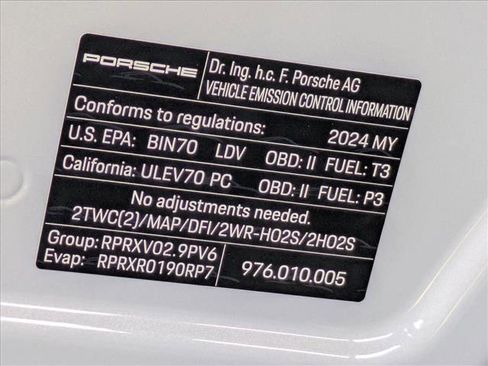 PORSCHE
Dr. Ing. h.c. F. Porsche AG
VEHICLE EMISSION CONTROL INFORMATION
Conforms to regulations: 2024 MY
U.S. EPA: BIN70 LDV OBD: II FUEL: T3
California: ULEV70 PC OBD: II FUEL: P3
No adjustments needed.
2TWC(2)/MAP/DFI/2WR-HO2S/2HO2S
Group: RPRXV02.9PV6
Evap: RPRXR0190RP7
976.010.005